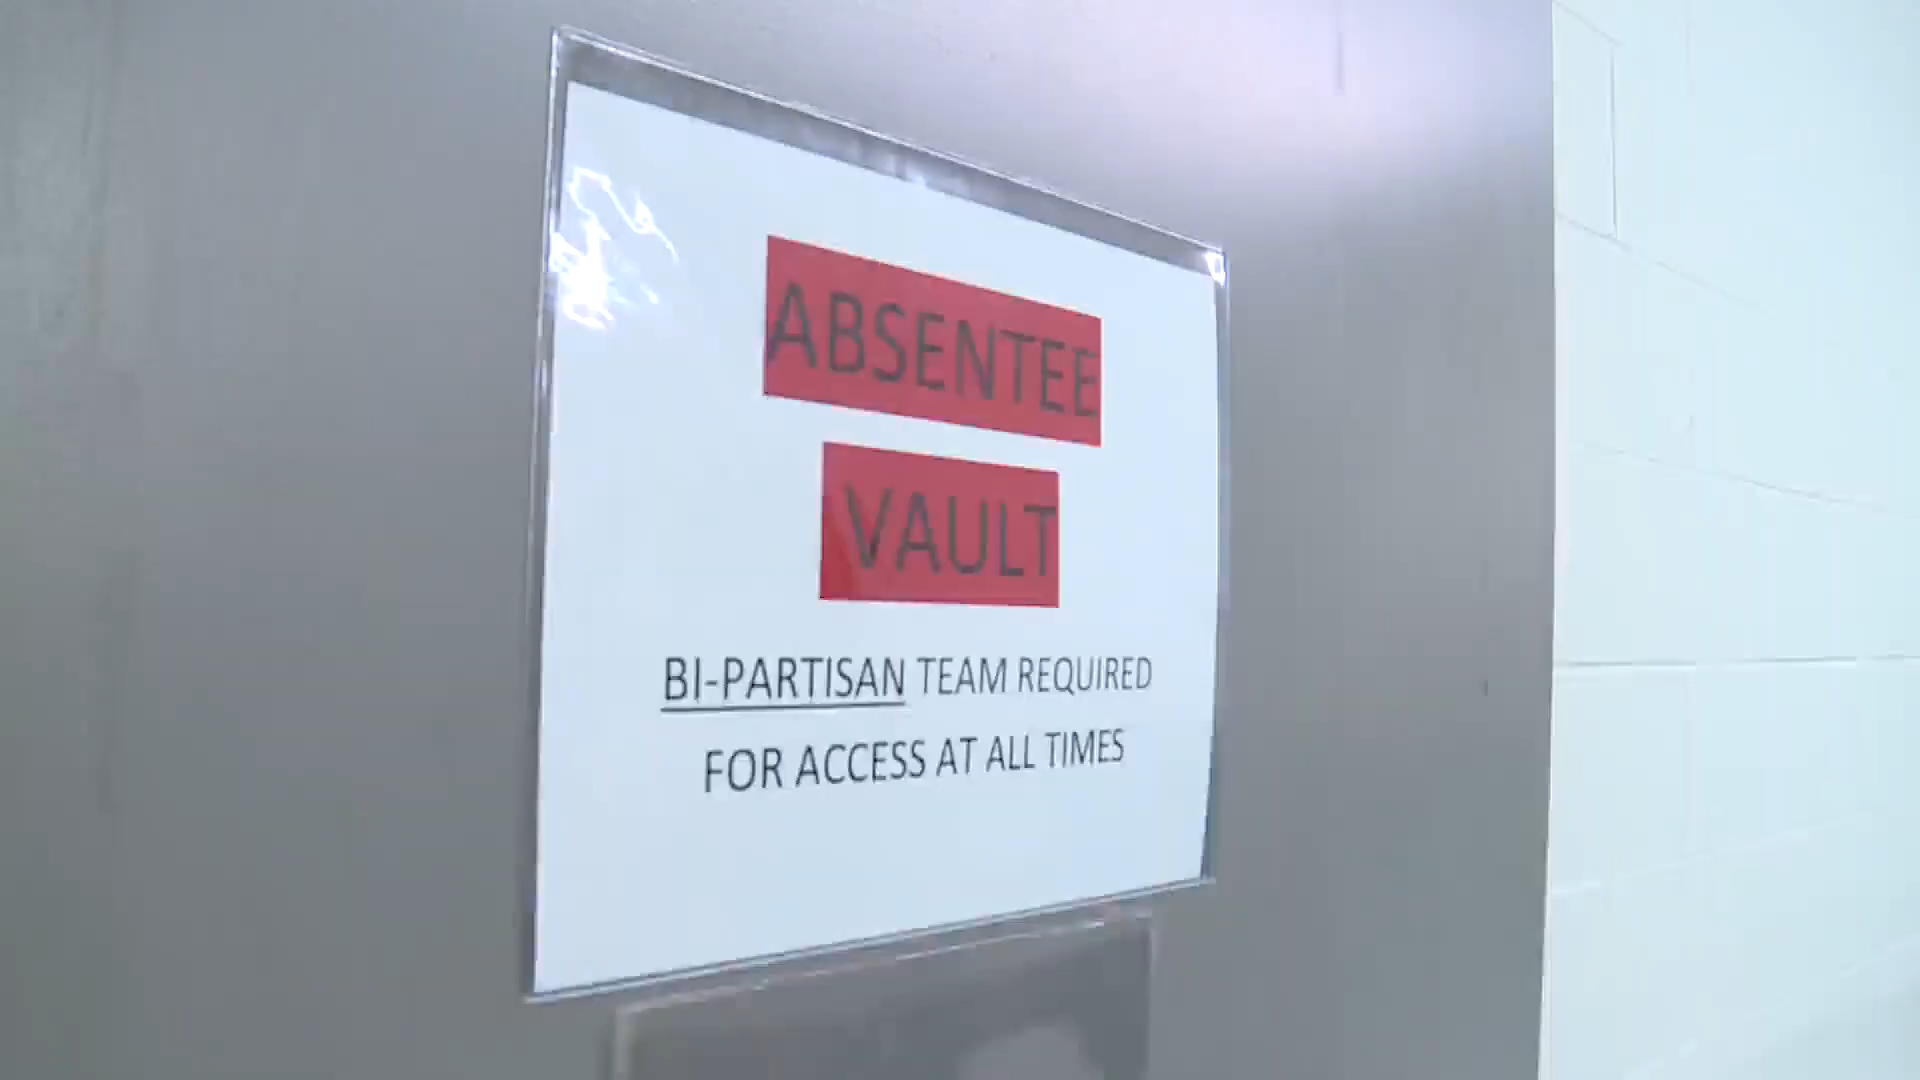 ABSENTEE
VAULT
BI-PARTISAN TEAM REQUIRED
FOR ACCESS AT ALL TIMES